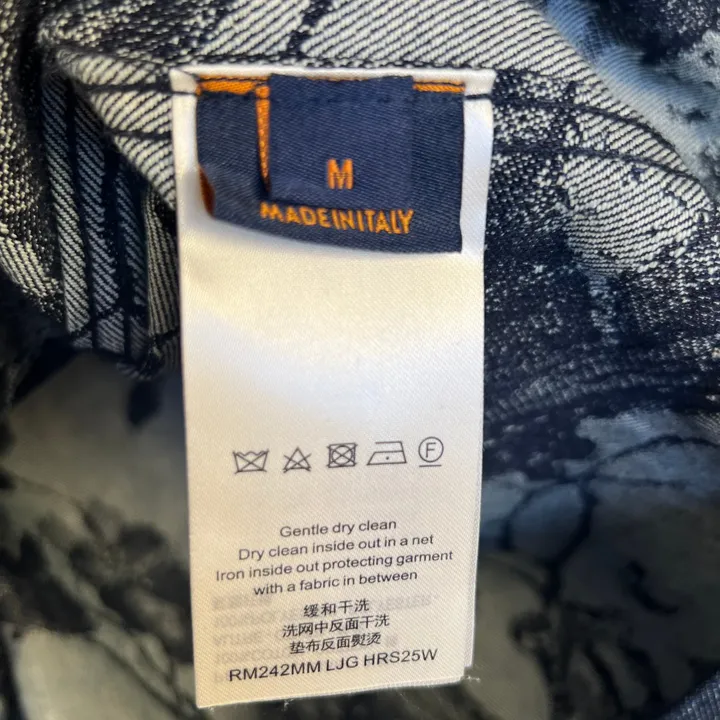 M
MADEINITALY
F
Gentle dry clean
Dry clean inside out in a net
Iron inside out protecting garment
with a fabric in between
缓和干洗
洗网中反面干洗
垫布反面熨烫
RM242MM LJG HRS25W